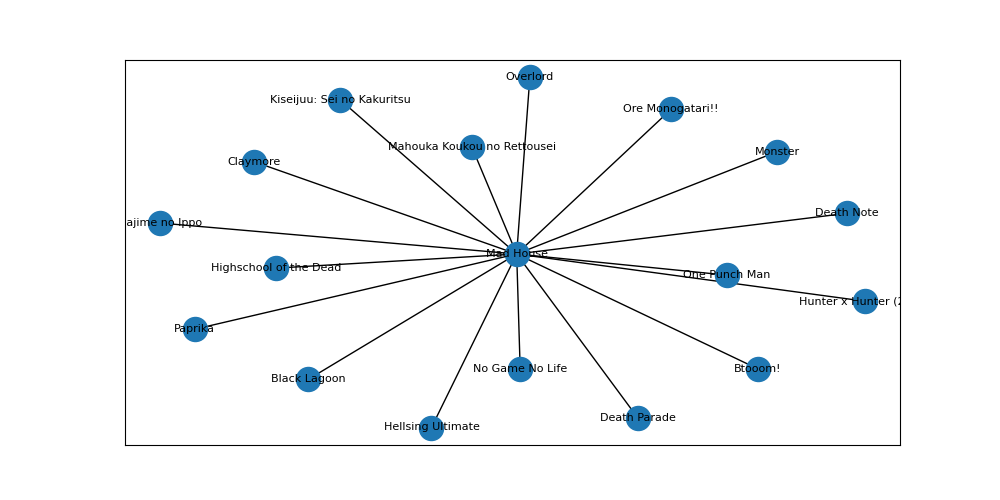 Overlord
Kiseijuu: Sei no Kakuritsu
Ore Monogatari!!
Mahouka Koukou no Rettousei
Monster
Claymore
Death Note
ajime no Ippo
Mad House
Highschool of the Dead
One Punch Man
Hunter x Hunter (2
Paprika
No Game No Life
Btooom!
Black Lagoon
Death Parade
Hellsing Ultimate